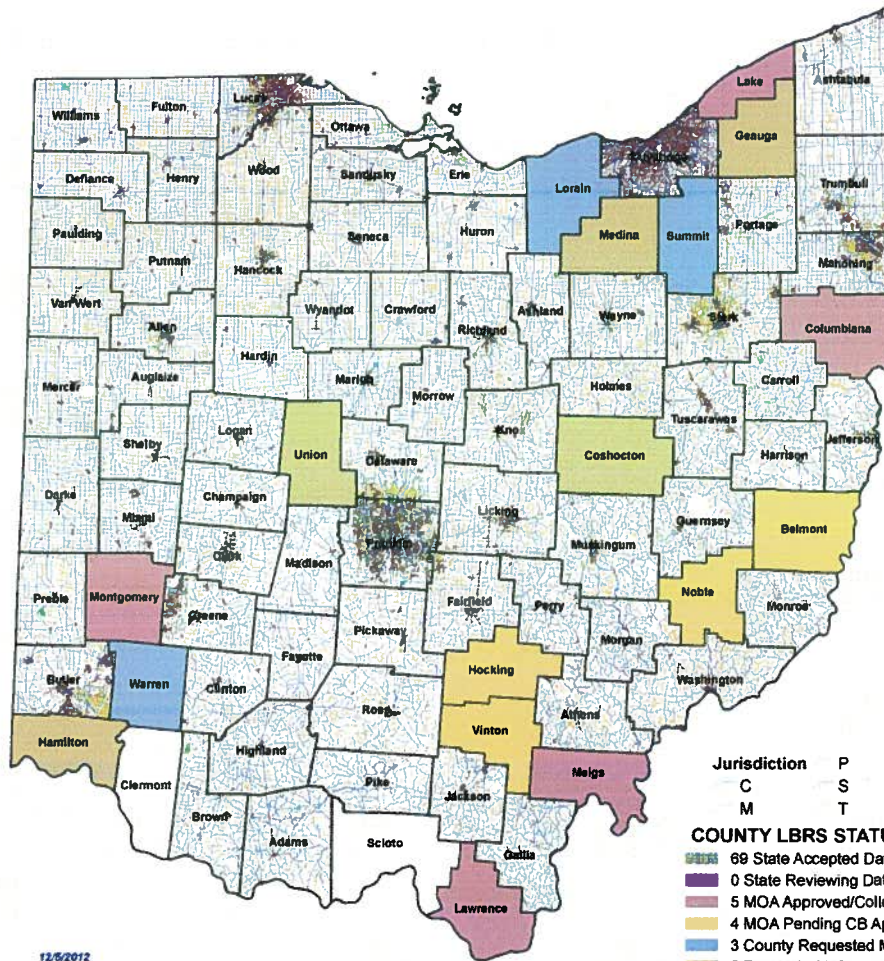 Lake
Ashtabula
Williams
Fulton
Lucas
Ottawa
Geauga
Defiance
Henry
Wood
Sandusky
Erie
Lorain
Cuyahoga
Trumbull
Paulding
Putnam
Hancock
Seneca
Huron
Medina
Summit
Portage
Mahoning
Van Wert
Allen
Wyandot
Crawford
Richland
Ashland
Wayne
Stark
Columbiana
Mercer
Auglaize
Hardin
Marion
Morrow
Holmes
Carroll
Tuscarawas
Shelby
Logan
Union
Delaware
Knox
Coshocton
Harrison
Jefferson
Darke
Miami
Champaign
Licking
Guernsey
Belmont
Clark
Madison
Franklin
Muskingum
Preble
Montgomery
Greene
Fairfield
Perry
Noble
Monroe
Pickaway
Morgan
Fayette
Butler
Warren
Clinton
Hocking
Washington
Ross
Athens
Hamilton
Highland
Vinton
Meigs
Clermont
Pike
Jackson
Brown
Adams
Scioto
Gallia
Lawrence
Jurisdiction P
C S
M T
COUNTY LBRS STATU
69 State Accepted Da
0 State Reviewing Dat
5 MOA Approved/Colle
4 MOA Pending CB Ap
3 County Requested M
12/5/2012